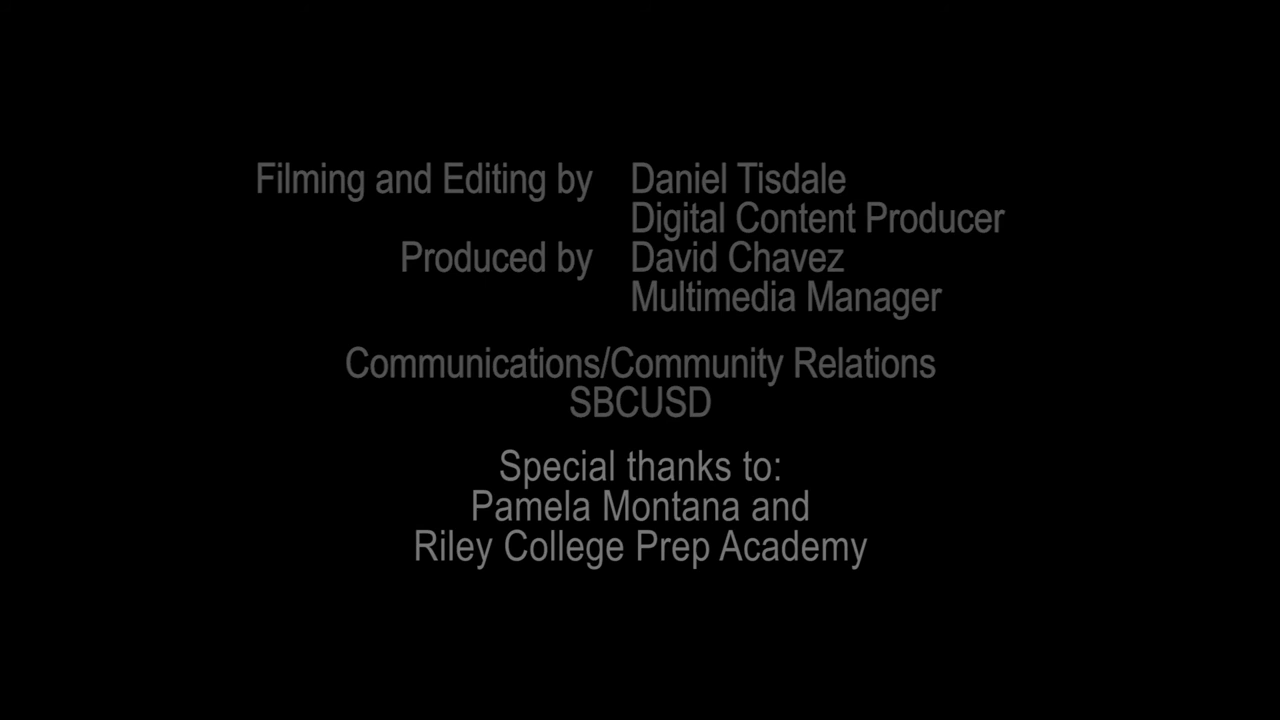 Filming and Editing by Daniel Tisdale
Digital Content Producer
Produced by David Chavez
Multimedia Manager
Communications/Community Relations
SBCUSD
Special thanks to:
Pamela Montana and
Riley College Prep Academy